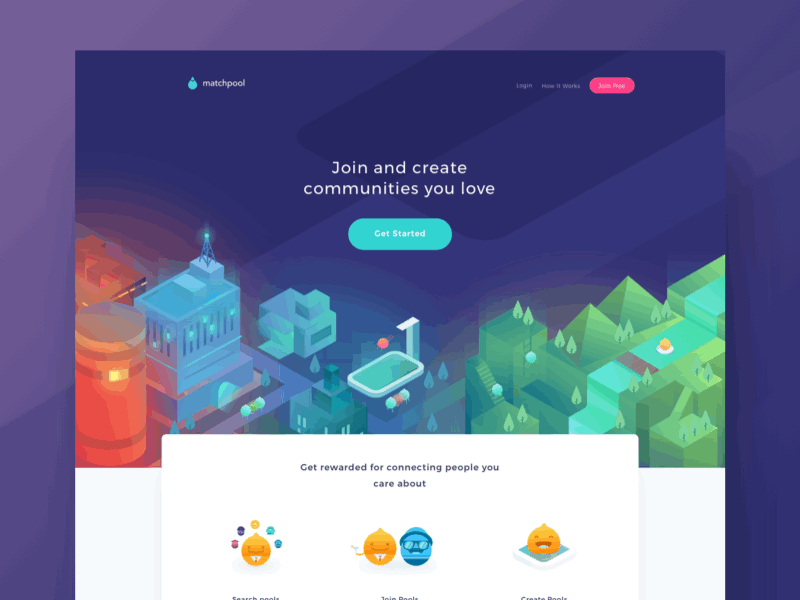 matchpool
Login How It Works Join Free
Join and create
communities you love
Get Started
Get rewarded for connecting people you
care about
Search pools Join Pools Create Pools